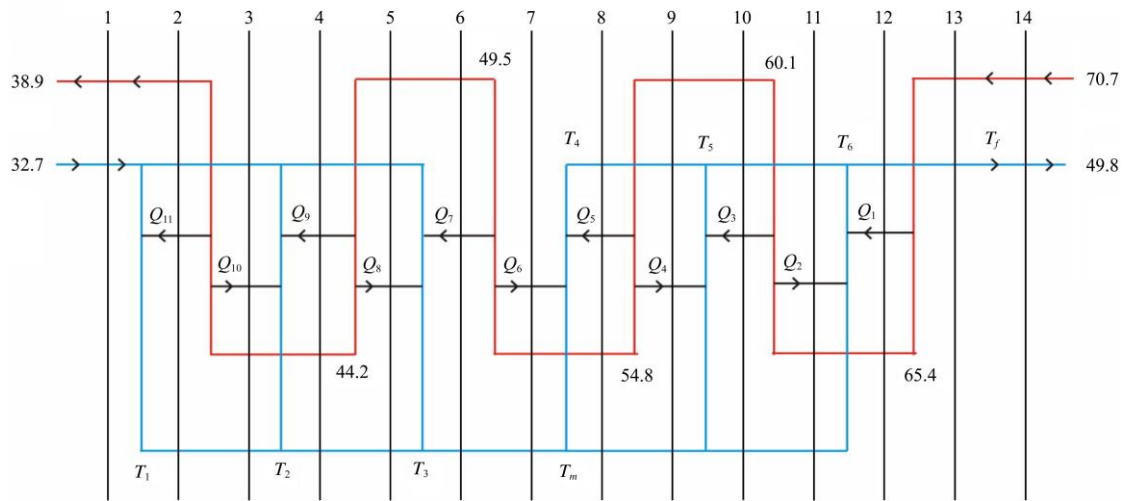 1 2 3 4 5 6 7 8 9 10 11 12 13 14
49.5 60.1
38.9 70.7
T4 T5 T6 Tf
32.7 49.8
Q11 Q9 Q7 Q5 Q3 Q1
Q10 Q8 Q6 Q4 Q2
44.2 54.8 65.4
T1 T2 T3 Tm